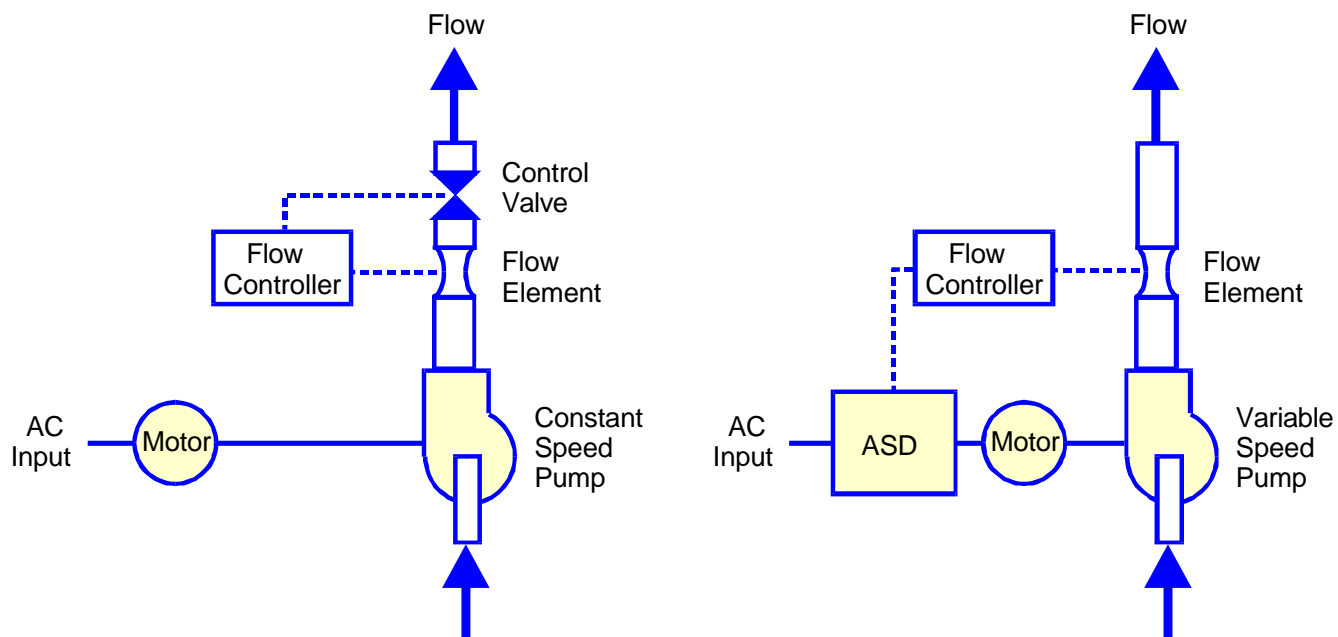 Flow
Control
Valve
Flow
Controller
Flow
Element
AC
Input
Motor
Constant
Speed
Pump
Flow
Flow
Controller
Flow
Element
AC
Input
ASD
Motor
Variable
Speed
Pump